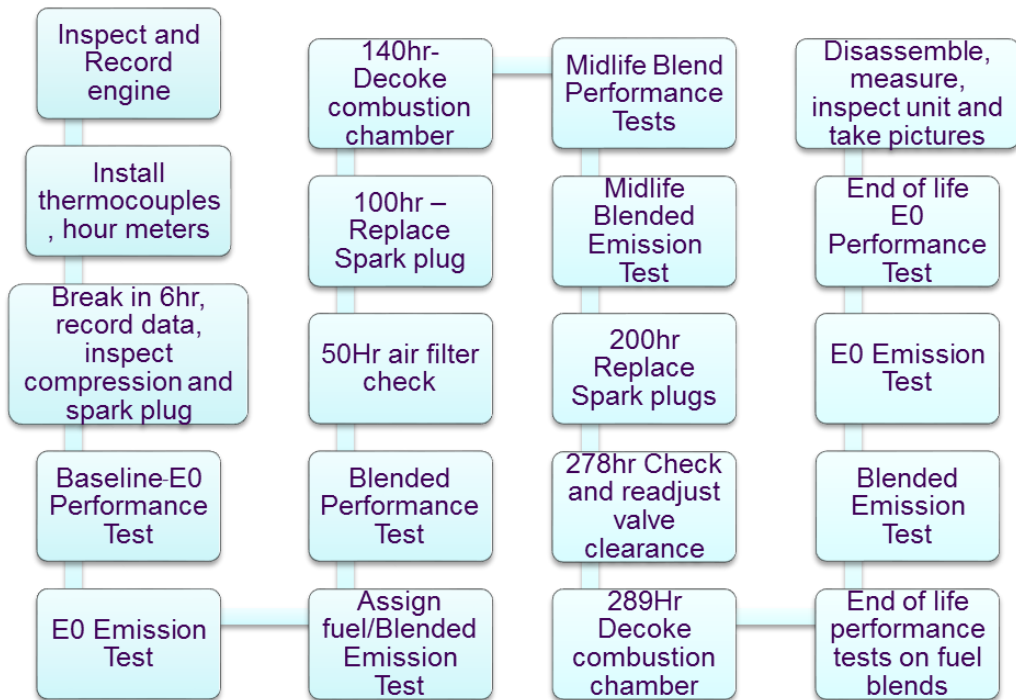 Inspect and
Record
engine
Install
thermocouples
, hour meters
Break in 6hr,
record data,
inspect
compression and
spark plug
Baseline-E0
Performance
Test
E0 Emission
Test
Assign
fuel/Blended
Emission
Test
Blended
Performance
Test
50Hr air filter
check
100hr –
Replace
Spark plug
140hr-
Decoke
combustion
chamber
Midlife Blend
Performance
Tests
Midlife
Blended
Emission
Test
200hr
Replace
Spark plugs
278hr Check
and readjust
valve
clearance
289Hr
Decoke
combustion
chamber
End of life
performance
tests on fuel
blends
Blended
Emission
Test
E0 Emission
Test
End of life
E0
Performance
Test
Disassemble,
measure,
inspect unit and
take pictures